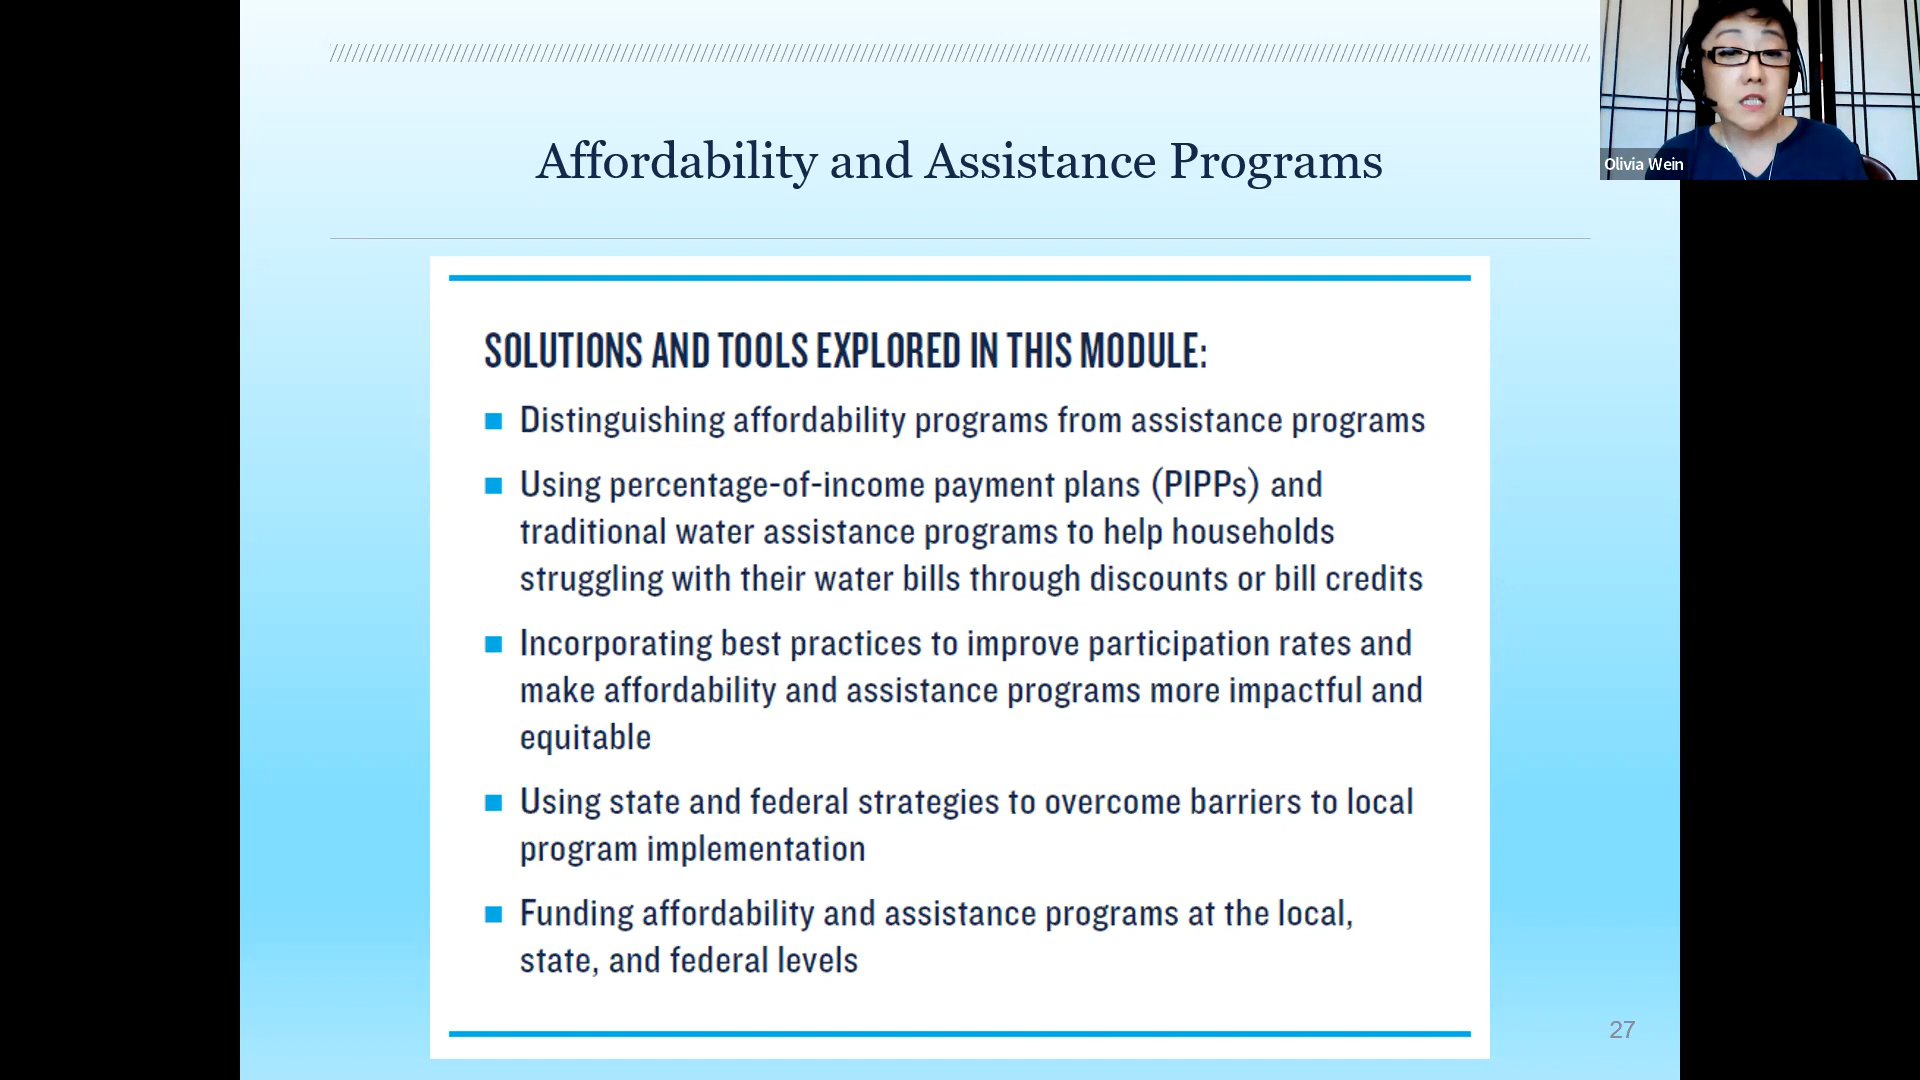 Affordability and Assistance Programs
Olivia Wein
SOLUTIONS AND TOOLS EXPLORED IN THIS MODULE:
■ Distinguishing affordability programs from assistance programs
■ Using percentage-of-income payment plans (PIPPs) and
traditional water assistance programs to help households
struggling with their water bills through discounts or bill credits
■ Incorporating best practices to improve participation rates and
make affordability and assistance programs more impactful and
equitable
■ Using state and federal strategies to overcome barriers to local
program implementation
■ Funding affordability and assistance programs at the local,
state, and federal levels
27